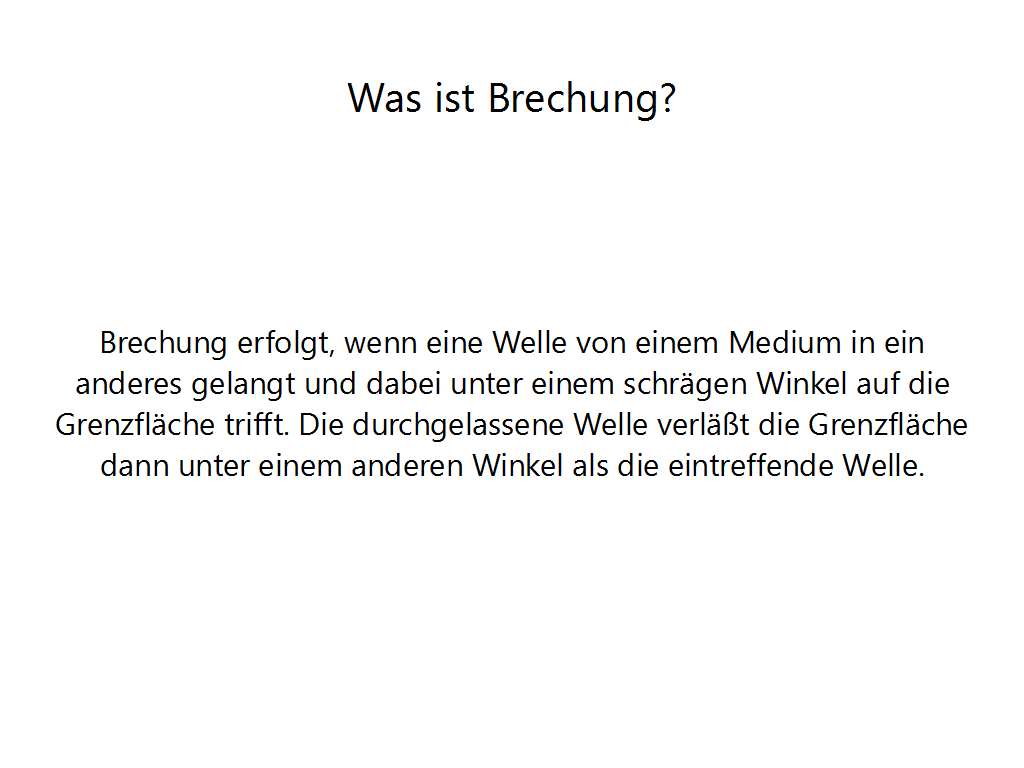 Was ist Brechung?
Brechung erfolgt, wenn eine Welle von einem Medium in ein
anderes gelangt und dabei unter einem schrägen Winkel auf die
Grenzfläche trifft. Die durchgelassene Welle verläßt die Grenzfläche
dann unter einem anderen Winkel als die eintreffende Welle.